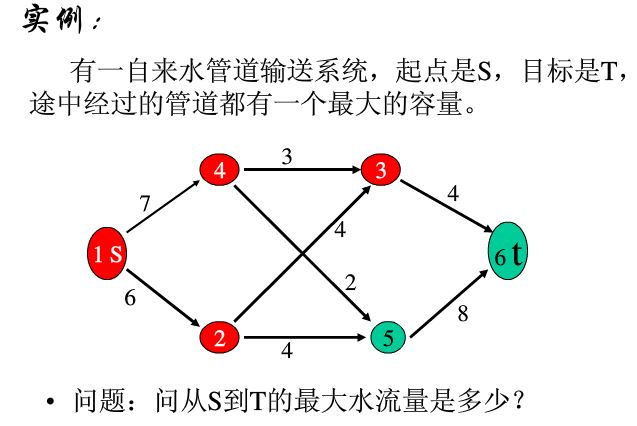 实例:
有一自来水管道输送系统，起点是S，目标是T，
途中经过的管道都有一个最大的容量。
4 3 3
7 4
4
1 S 6 t
2
6 8
2 4 5
• 问题：问从S到T的最大水流量是多少？